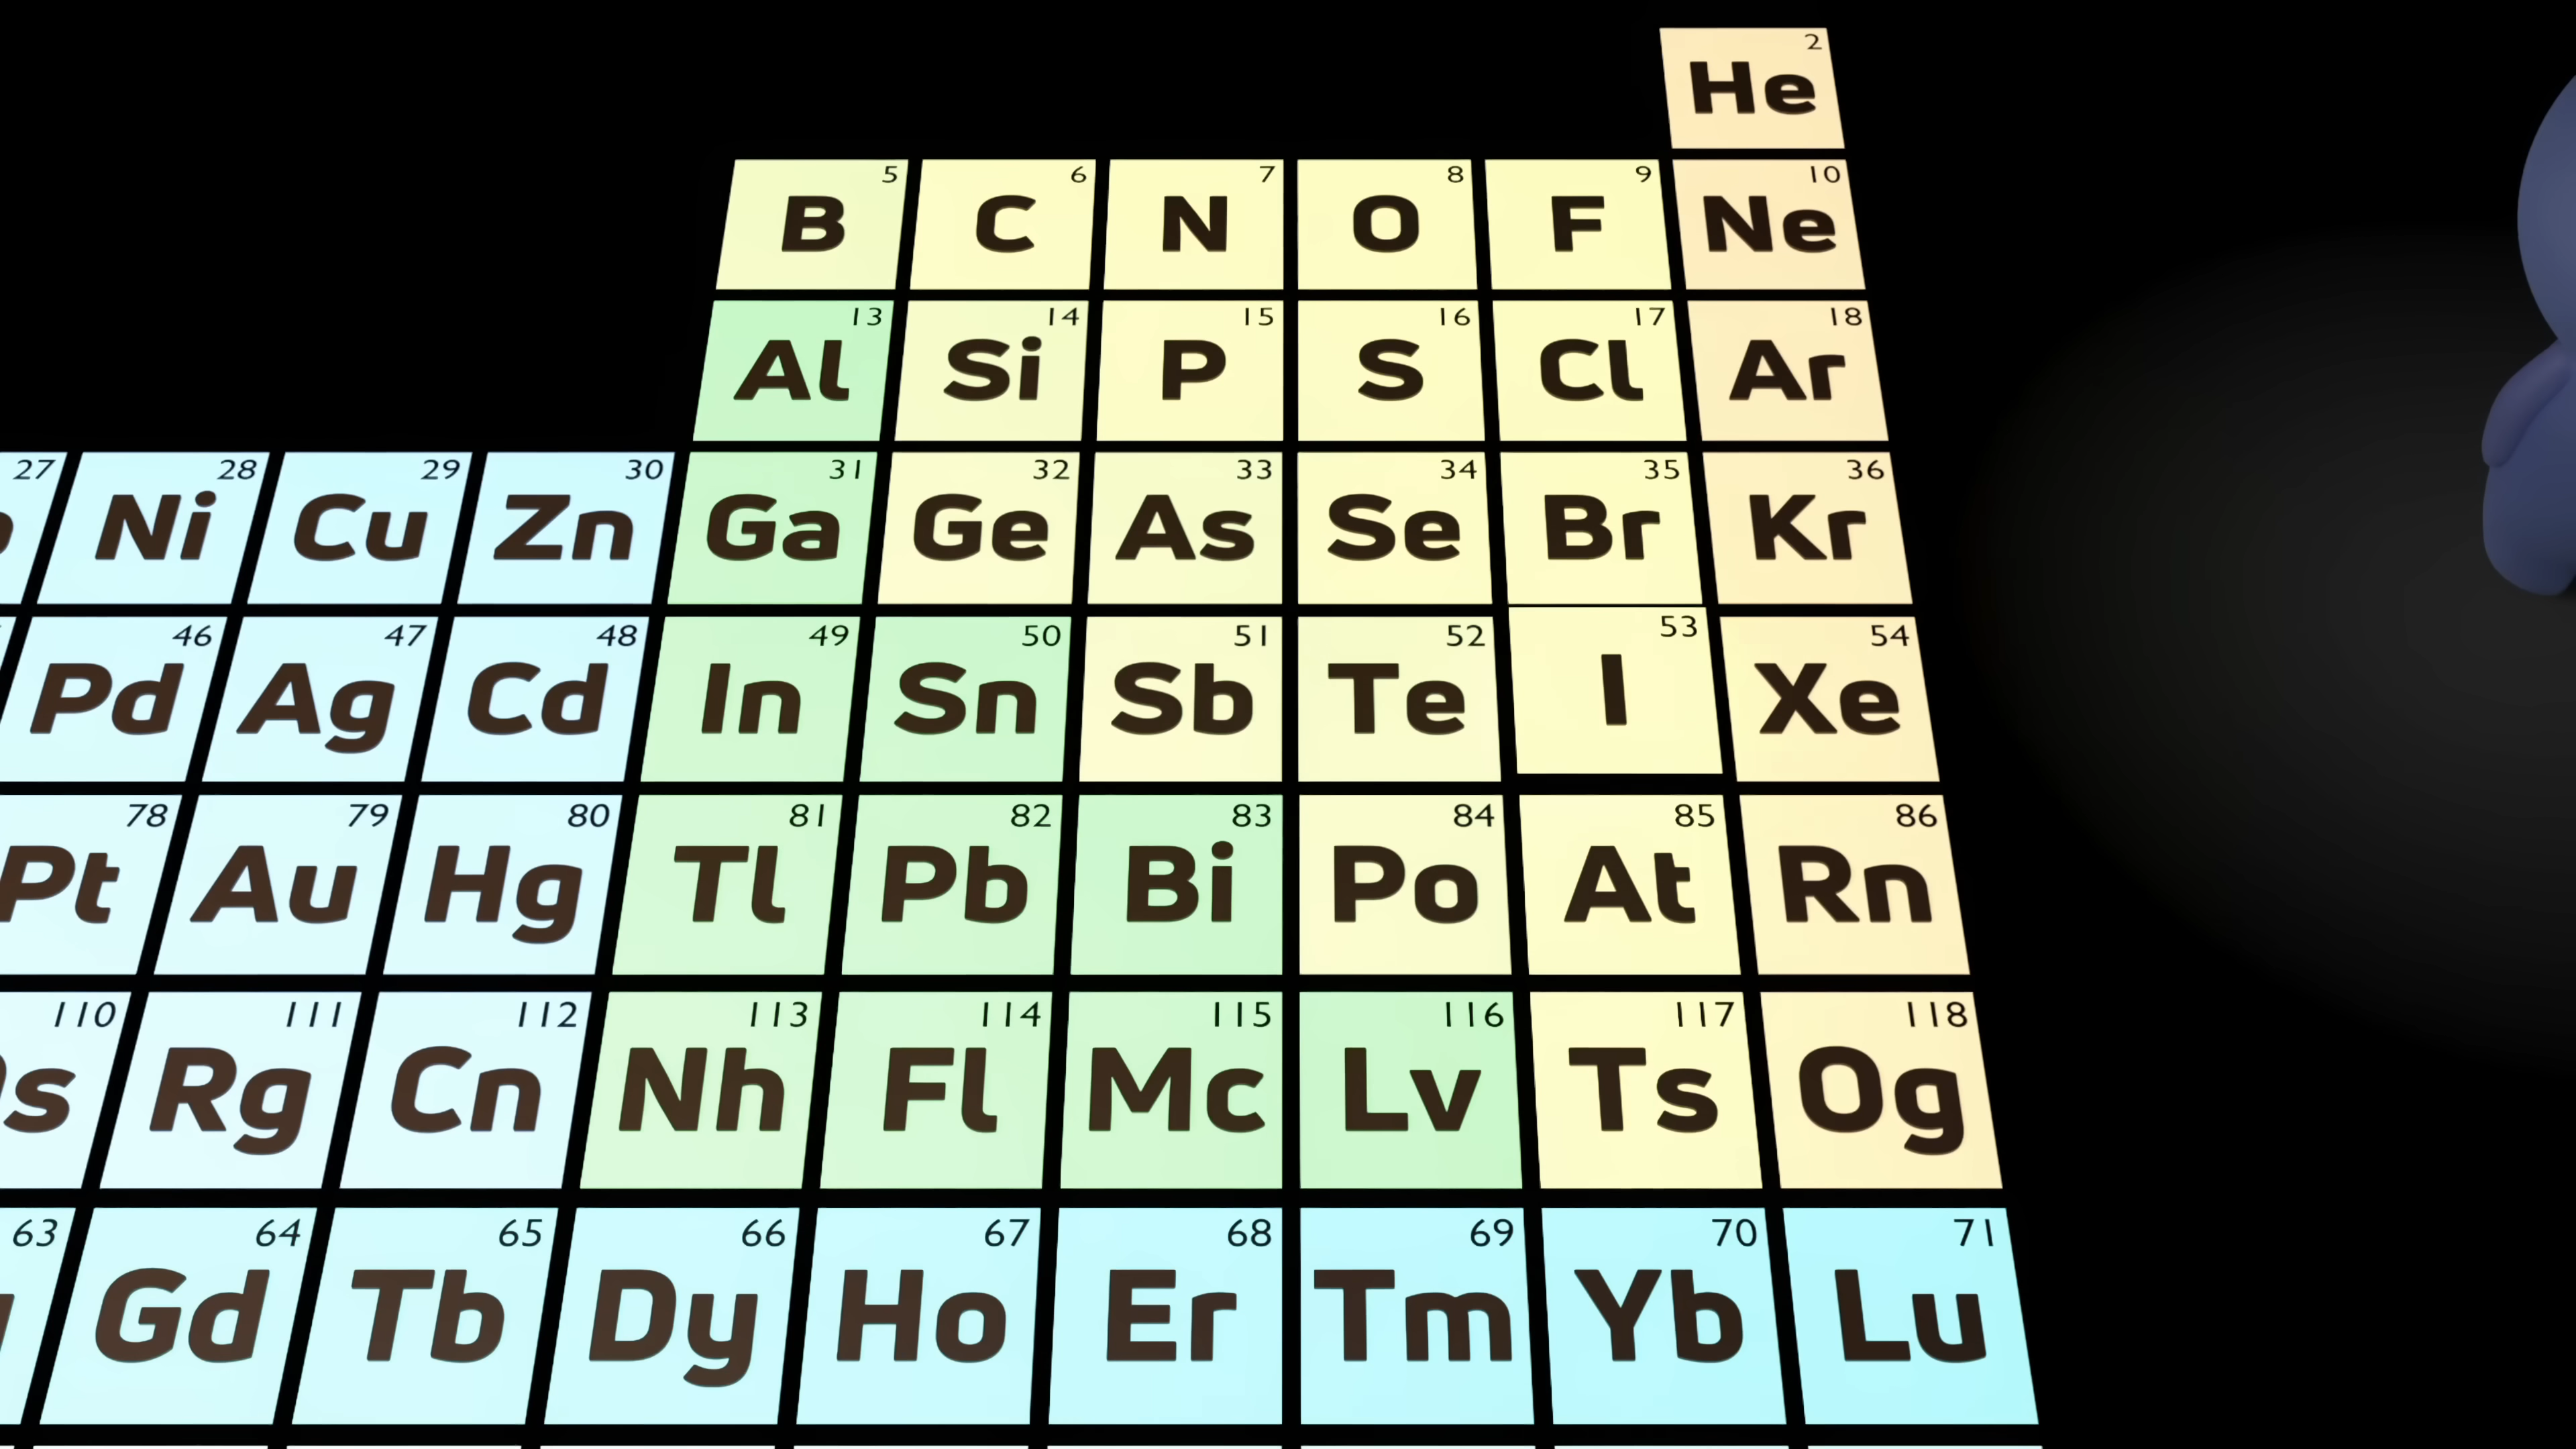 2
He
5 6 7 8 9 10
B C N O F Ne
13 14 15 16 17 18
Al Si P S Cl Ar
27 28 29 30 31 32 33 34 35 36
Ni Cu Zn Ga Ge As Se Br Kr
46 47 48 49 50 51 52 53 54
Pd Ag Cd In Sn Sb Te I Xe
78 79 80 81 82 83 84 85 86
Pt Au Hg Tl Pb Bi Po At Rn
110 111 112 113 114 115 116 117 118
s Rg Cn Nh Fl Mc Lv Ts Og
63 64 65 66 67 68 69 70 71
Gd Tb Dy Ho Er Tm Yb Lu